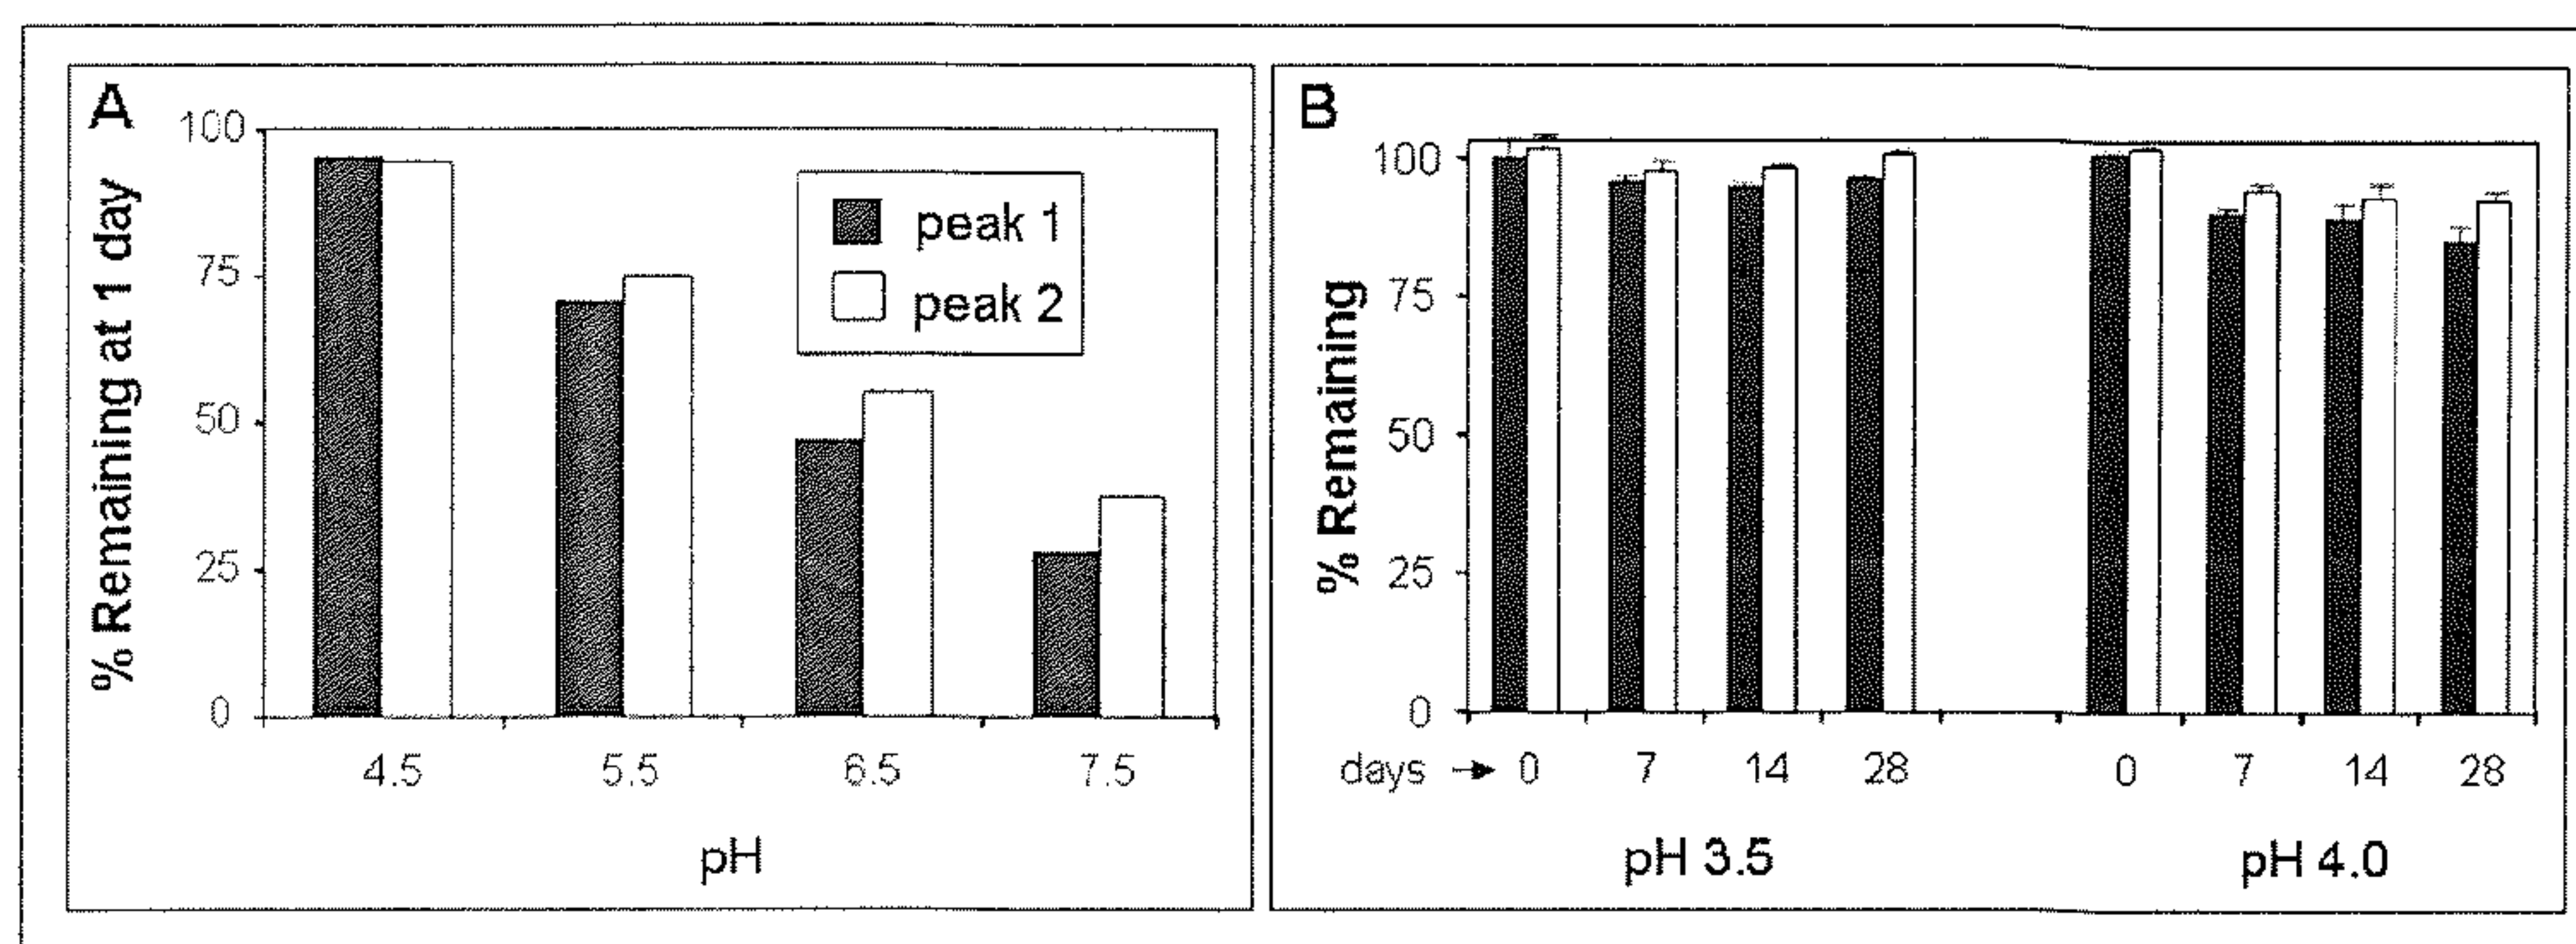 A
% Remaining at 1 day
100
75
50
25
0
peak 1
peak 2
4.5
5.5
6.5
7.5
pH
B
% Remaining
100
75
50
25
0
days → 0 7 14 28 0 7 14 28
pH 3.5
pH 4.0